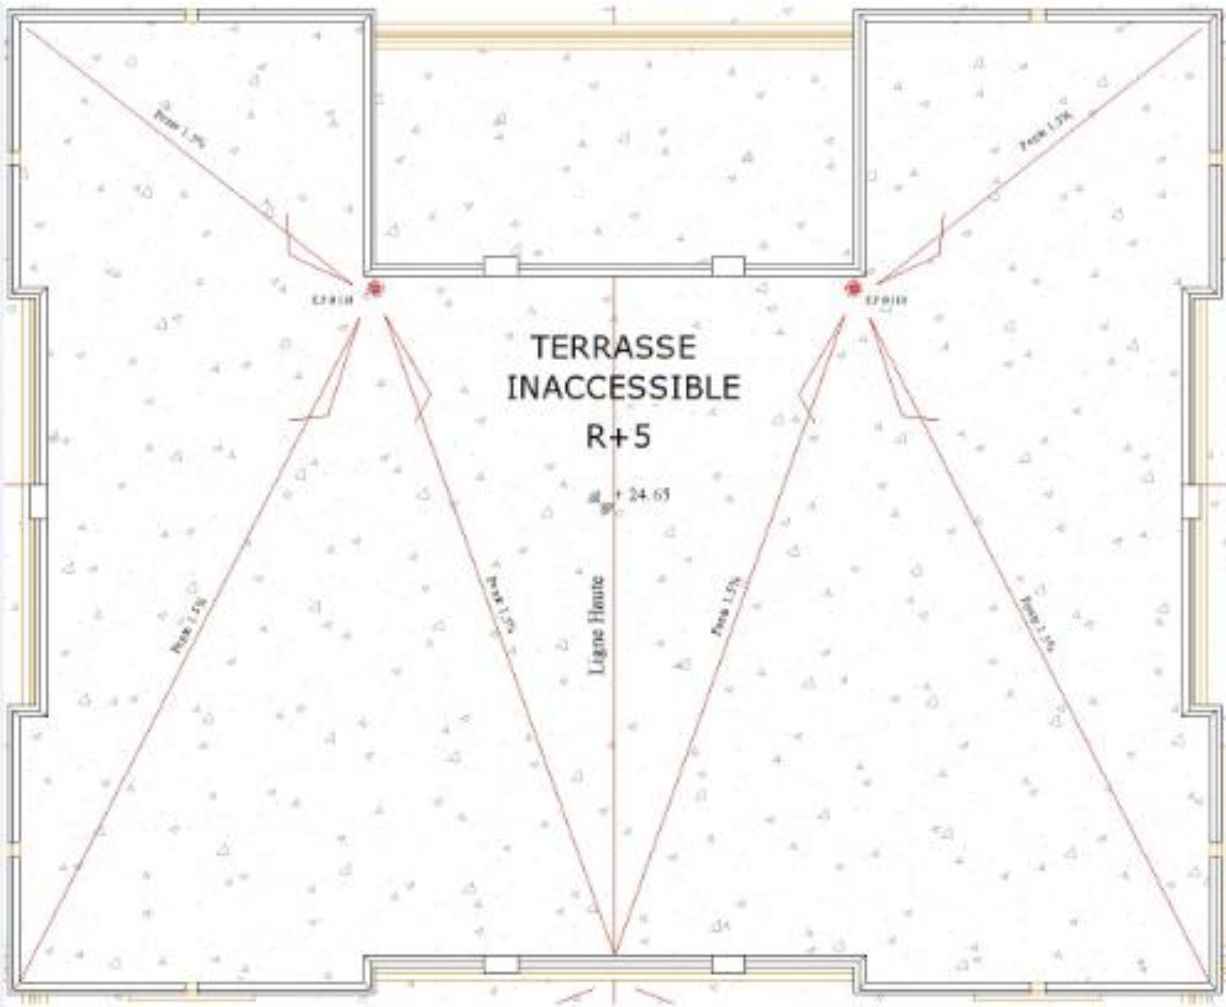 Pente 1.5%
Pente 1.5%
TERRASSE
INACCESSIBLE
R+5
+ 24.65
Ligne Haute
Pente 1.5%
Pente 1.5%
Pente 1.5%
Pente 1.5%